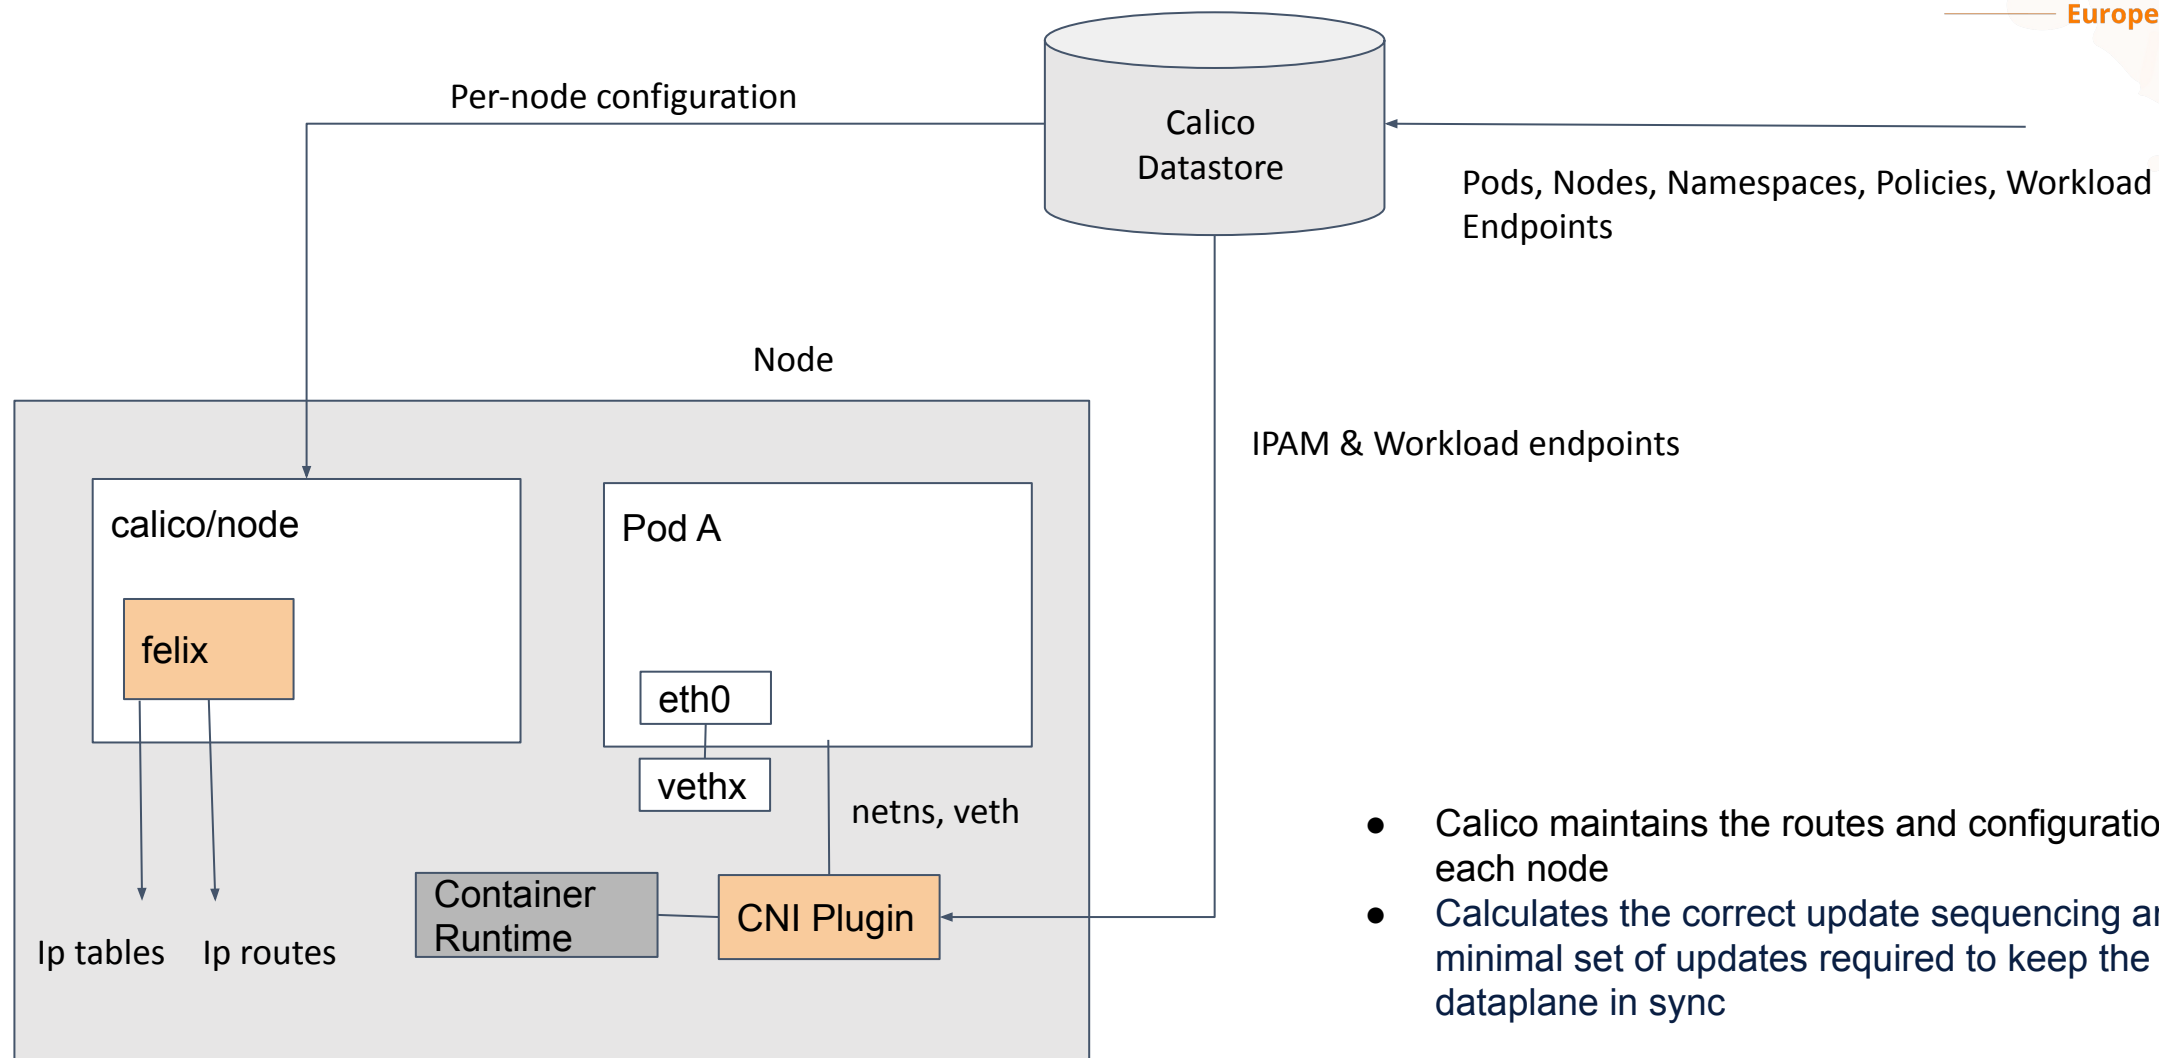 Europe
Per-node configuration
Calico
Datastore
Pods, Nodes, Namespaces, Policies, Workload
Endpoints
Node
IPAM & Workload endpoints
calico/node
felix
Pod A
eth0
vethx
netns, veth
Container
Runtime
CNI Plugin
Ip tables
Ip routes
● Calico maintains the routes and configuratio
each node
● Calculates the correct update sequencing a
minimal set of updates required to keep the
dataplane in sync